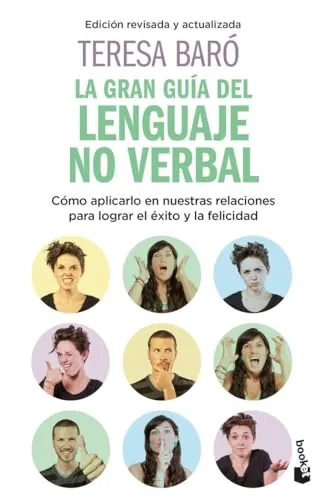 Edición revisada y actualizada
TERESA BARÓ
LA GRAN GUÍA DEL
LENGUAJE
NO VERBAL
Cómo aplicarlo en nuestras relaciones
para lograr el éxito y la felicidad
booket